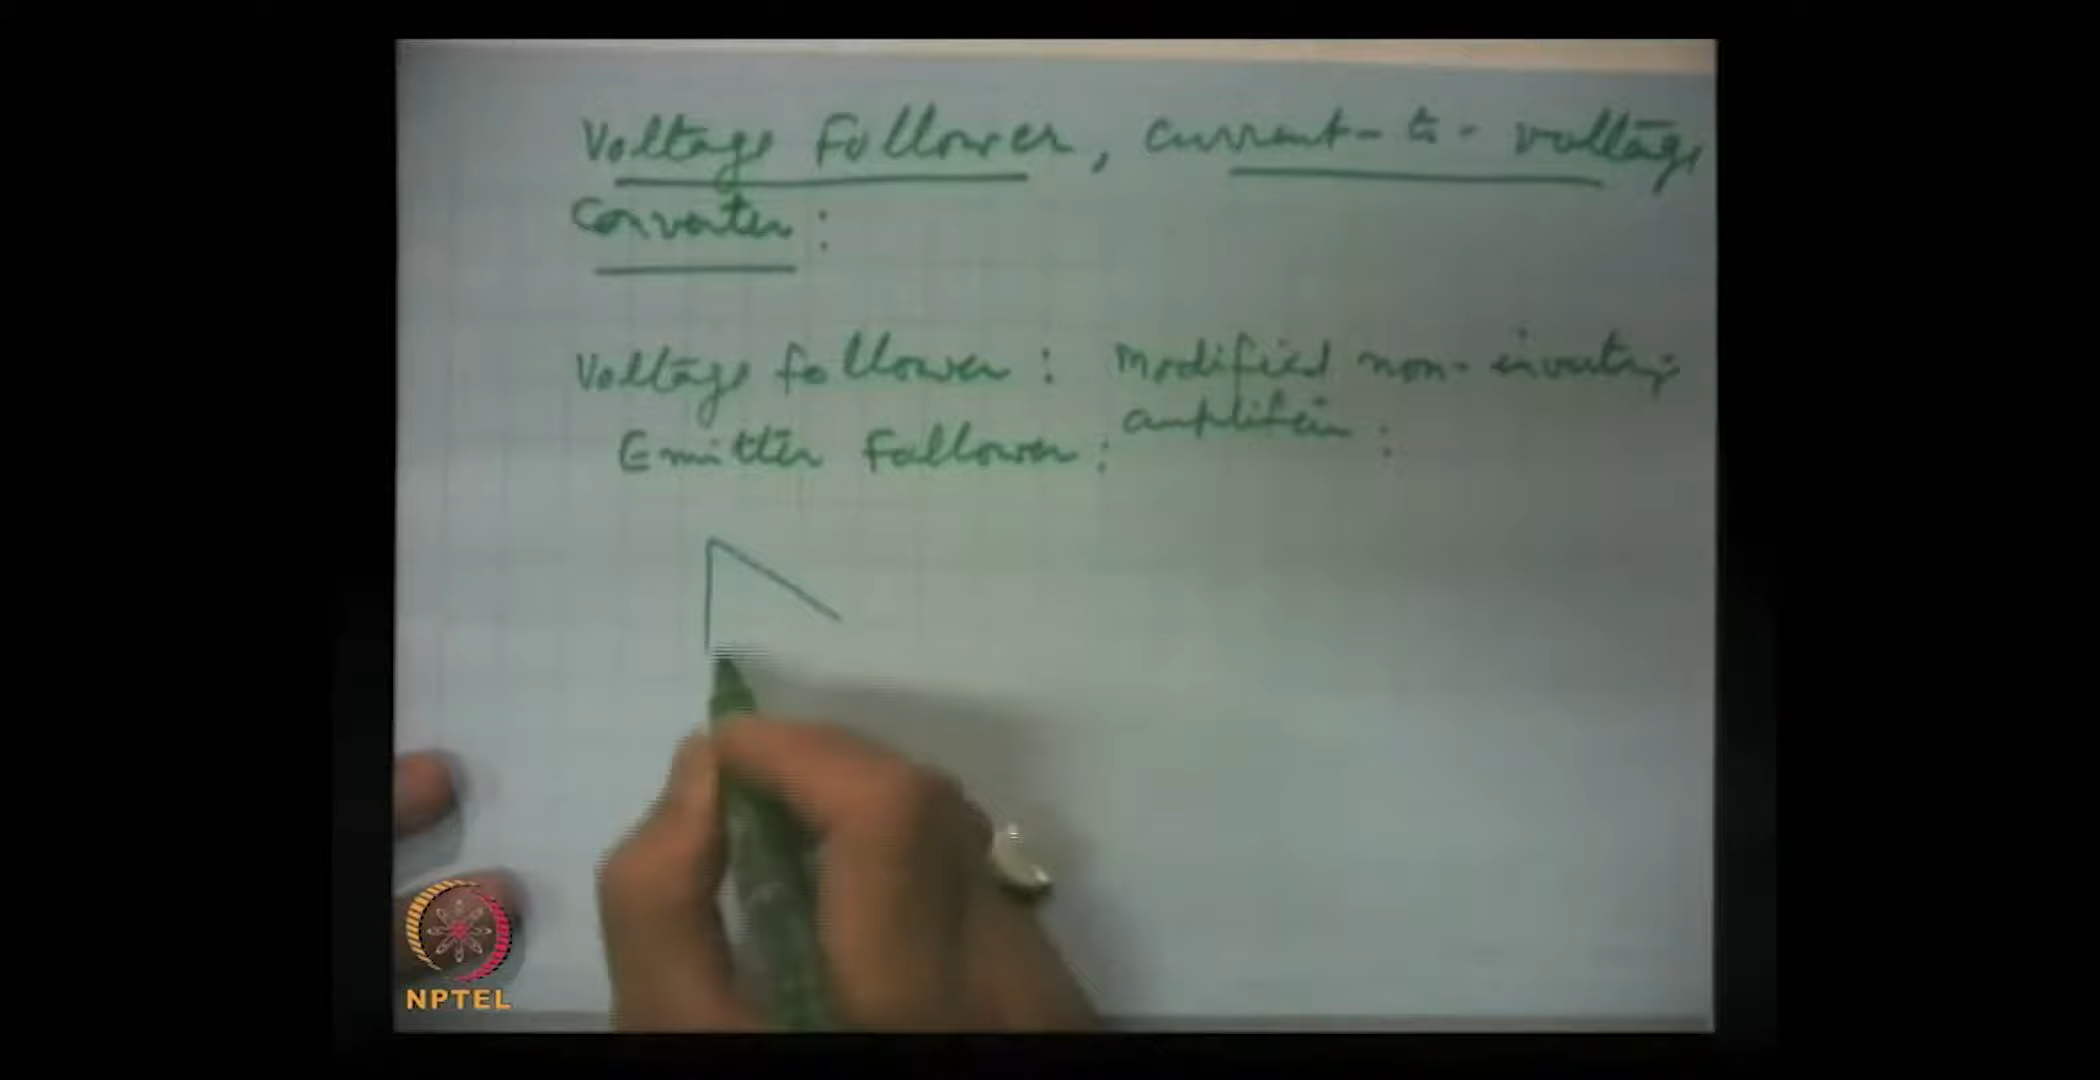 Voltage Follower, current-to-voltage
Converter:
Voltage follower: Modified non-inverting
amplifier:
Emitter Follower:
NPTEL